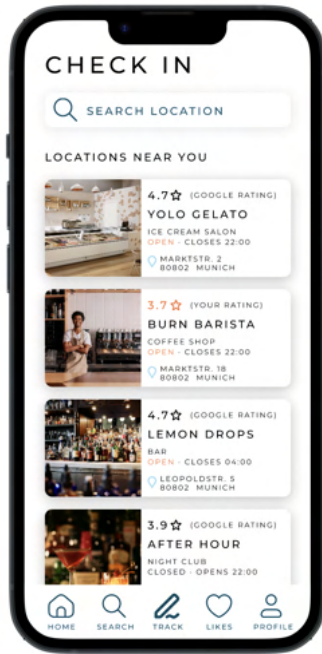 CHECK IN
SEARCH LOCATION
LOCATIONS NEAR YOU
4.7☆ (GOOGLE RATING)
YOLO GELATO
ICE CREAM SALON
OPEN · CLOSES 22:00
MARKTSTR. 2
80802 MUNICH
3.7☆ (YOUR RATING)
BURN BARISTA
COFFEE SHOP
OPEN · CLOSES 22:00
MARKTSTR. 18
80802 MUNICH
4.7☆ (GOOGLE RATING)
LEMON DROPS
BAR
OPEN · CLOSES 04:00
LEOPOLDSTR. 5
80802 MUNICH
3.9☆ (GOOGLE RATING)
AFTER HOUR
NIGHT CLUB
CLOSED · OPENS 22:00
HOME SEARCH TRACK LIKES PROFILE